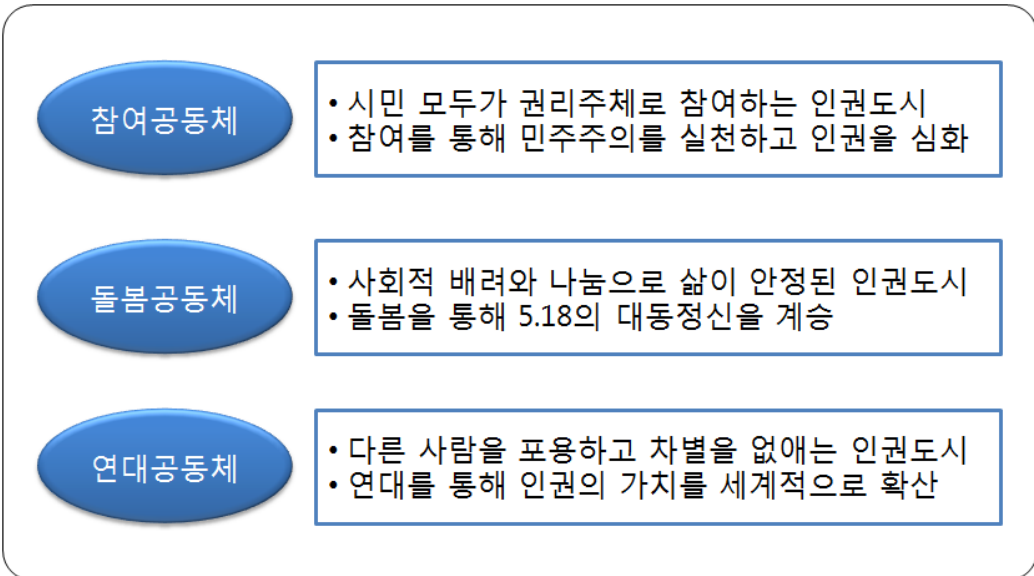 참여공동체
• 시민 모두가 권리주체로 참여하는 인권도시
• 참여를 통해 민주주의를 실천하고 인권을 심화
돌봄공동체
• 사회적 배려와 나눔으로 삶이 안정된 인권도시
• 돌봄을 통해 5.18의 대동정신을 계승
연대공동체
• 다른 사람을 포용하고 차별을 없애는 인권도시
• 연대를 통해 인권의 가치를 세계적으로 확산